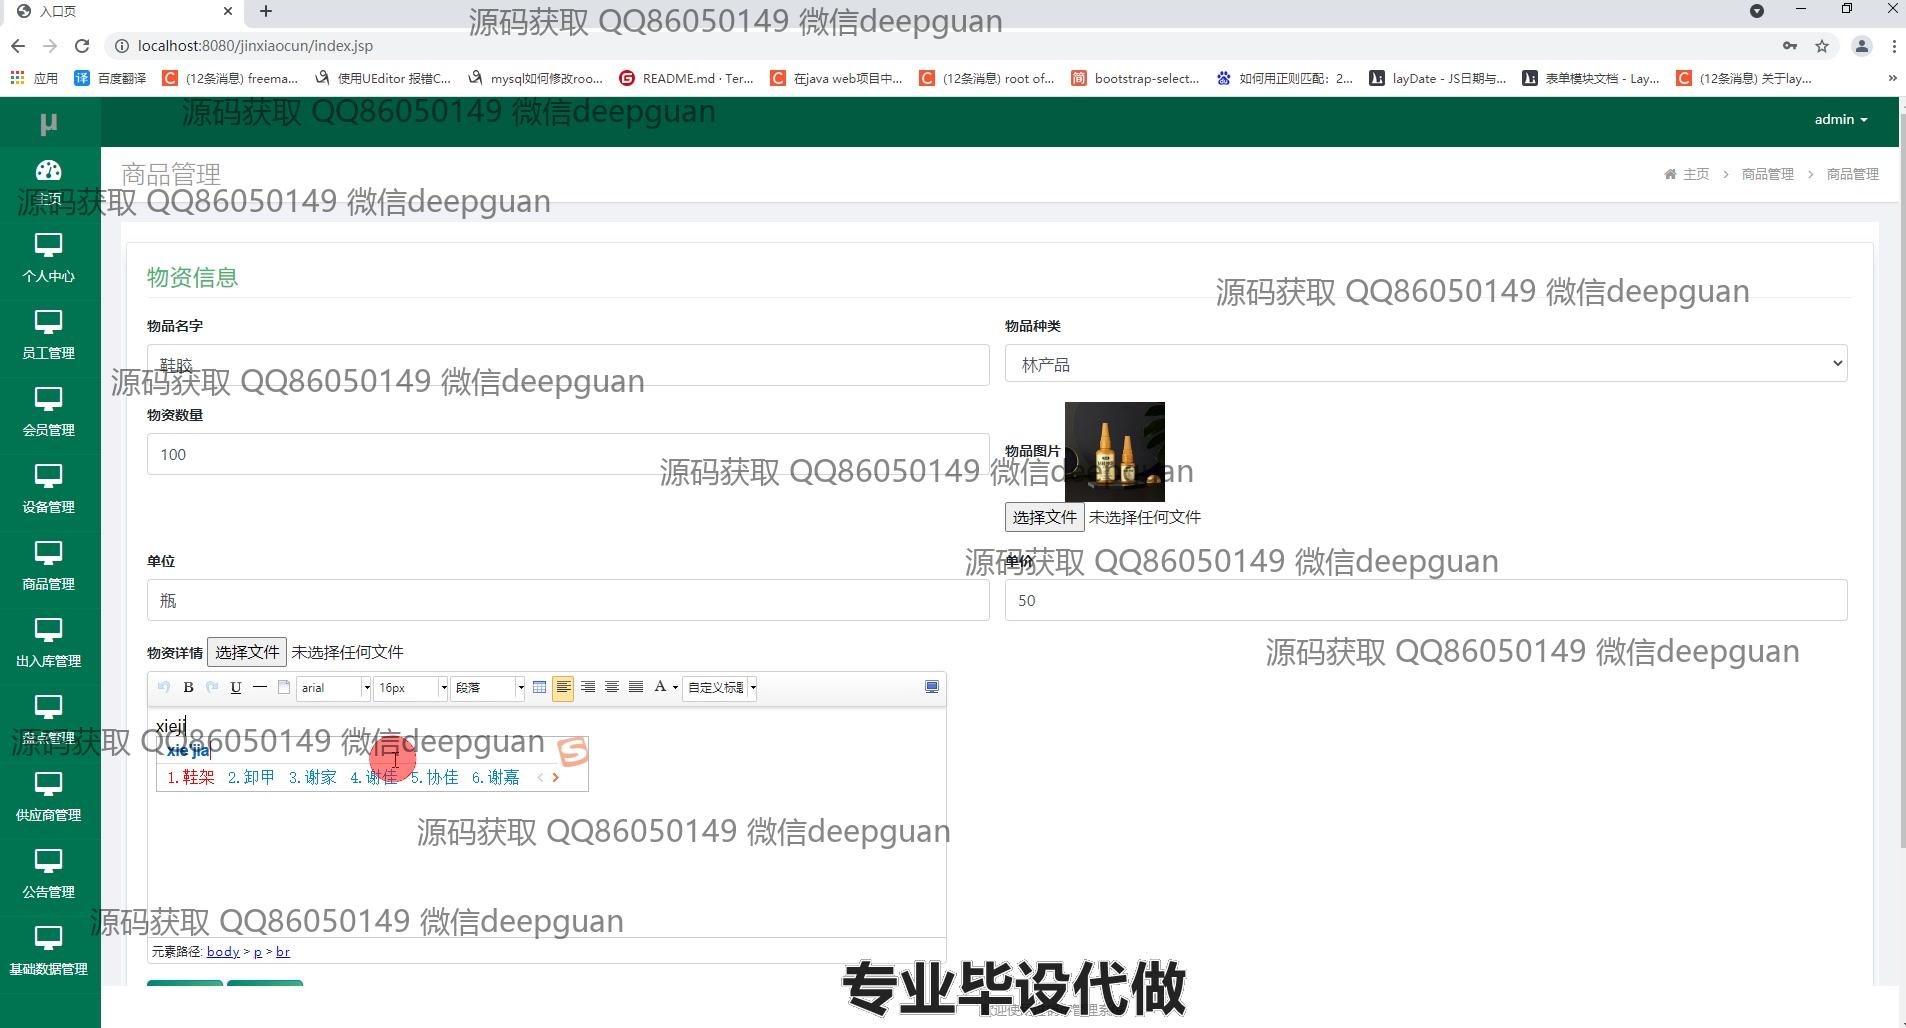 入口页
源码获取 QQ86050149 微信deepguan
localhost:8080/jinxiaocun/index.jsp
应用
百度翻译
(12条消息) freema...
使用UEditor 报错C...
mysql如何修改roo...
README.md · Ter...
在java web项目中...
(12条消息) root of...
bootstrap-select...
如何用正则匹配：2...
layDate - JS日期与...
表单模块文档 - Lay...
(12条消息) 关于lay...
μ
源码获取 QQ86050149 微信deepguan
admin
商品管理
主页 > 商品管理 > 商品管理
主页
源码获取 QQ86050149 微信deepguan
个人中心
员工管理
会员管理
设备管理
商品管理
出入库管理
盘点管理
供应商管理
公告管理
基础数据管理
物资信息
源码获取 QQ86050149 微信deepguan
物品名字
物品种类
鞋胶
林产品
源码获取 QQ86050149 微信deepguan
物资数量
100
物品图片
源码获取 QQ86050149 微信deepguan
选择文件 未选择任何文件
单位
单价
源码获取 QQ86050149 微信deepguan
瓶
50
物资详情 选择文件 未选择任何文件
源码获取 QQ86050149 微信deepguan
B U arial 16px 段落 A 自定义标题
xieji
源码获取 QQ86050149 微信deepguan
xie'jia
1.鞋架 2.卸甲 3.谢家 4.谢佳 5.协佳 6.谢嘉
源码获取 QQ86050149 微信deepguan
源码获取 QQ86050149 微信deepguan
元素路径: body > p > br
专业毕设代做